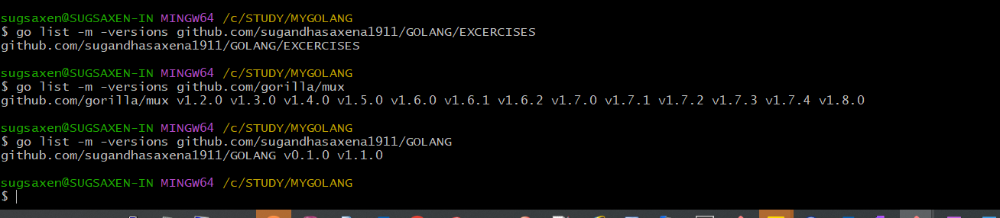 sugsaxen@SUGSAXEN-IN MINGW64 /c/STUDY/MYGOLANG
$ go list -m -versions github.com/sugandhasaxena1911/GOLANG/EXCERCISES
github.com/sugandhasaxena1911/GOLANG/EXCERCISES
sugsaxen@SUGSAXEN-IN MINGW64 /c/STUDY/MYGOLANG
$ go list -m -versions github.com/gorilla/mux
github.com/gorilla/mux v1.2.0 v1.3.0 v1.4.0 v1.5.0 v1.6.0 v1.6.1 v1.6.2 v1.7.0 v1.7.1 v1.7.2 v1.7.3 v1.7.4 v1.8.0
sugsaxen@SUGSAXEN-IN MINGW64 /c/STUDY/MYGOLANG
$ go list -m -versions github.com/sugandhasaxena1911/GOLANG
github.com/sugandhasaxena1911/GOLANG v0.1.0 v1.1.0
sugsaxen@SUGSAXEN-IN MINGW64 /c/STUDY/MYGOLANG
$